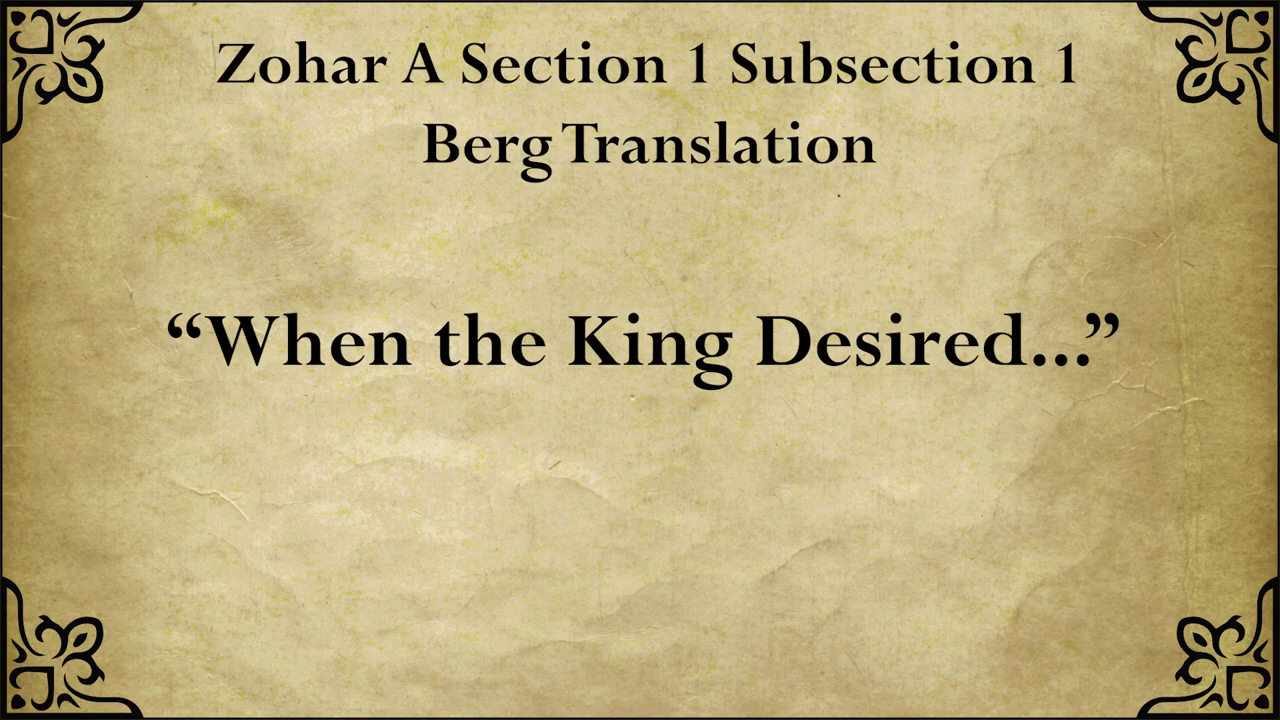 Zohar A Section 1 Subsection 1
Berg Translation
“When the King Desired...”